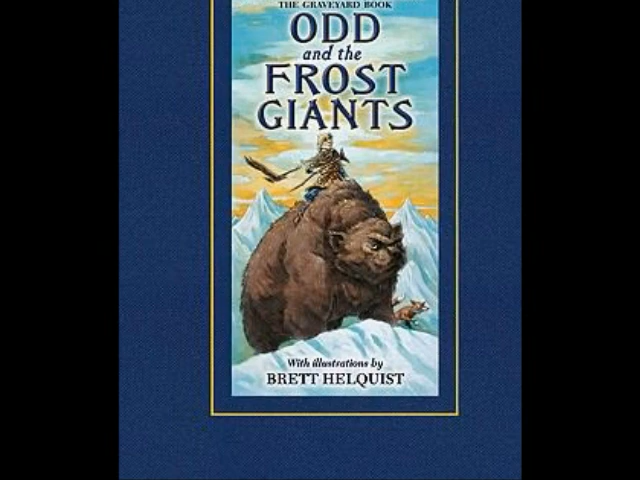 THE GRAVEYARD BOOK
ODD
and the
FROST
GIANTS
With illustrations by
BRETT HELQUIST